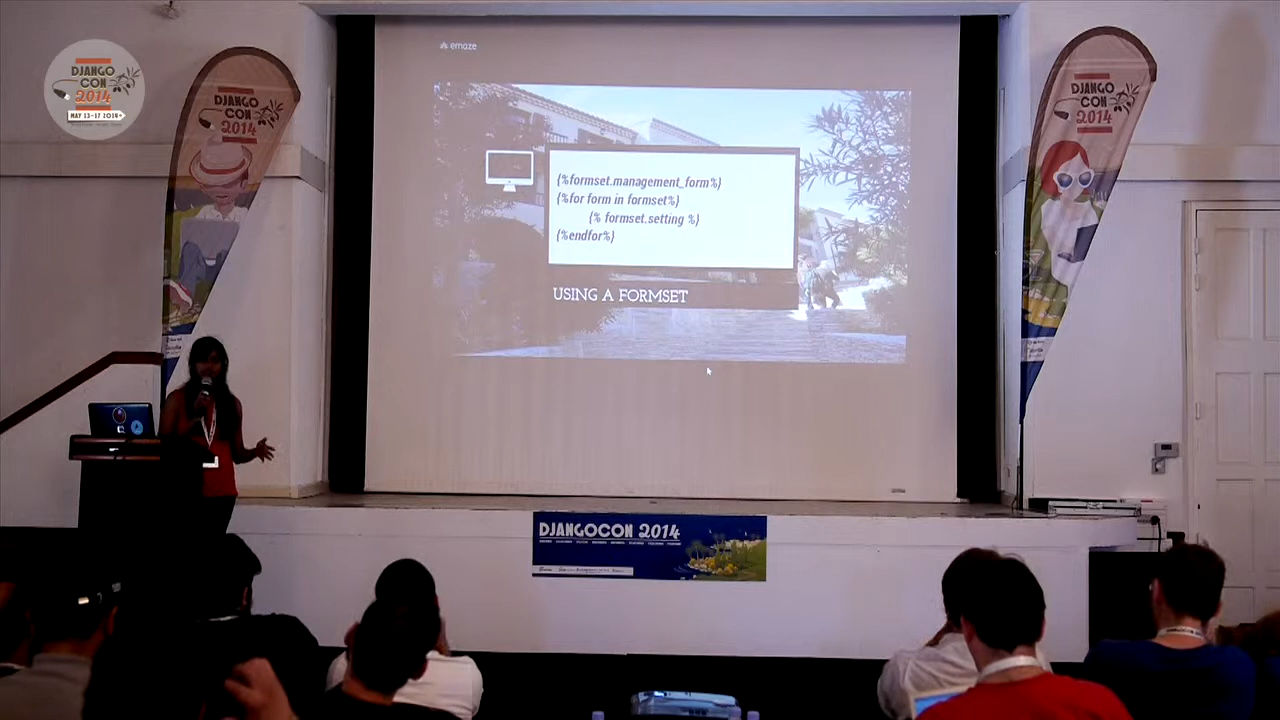 DJANGO
CON
2014
MAY 13-17 2014
DJANGO
CON
2014
emaze
{%formset.management_form%}
{%for form in formset%}
{% formset.setting %}
{%endfor%}
USING A FORMSET
DJANGO
CON
2014
DJANGOCON 2014